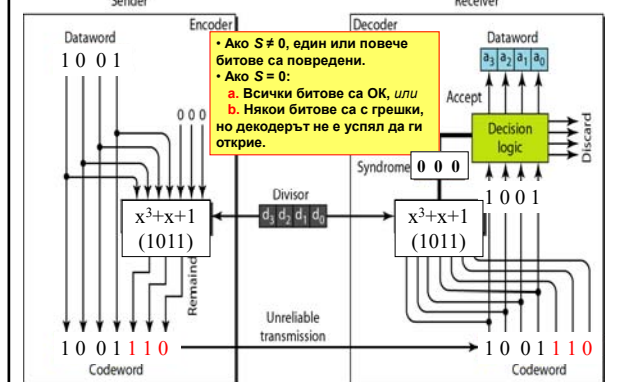 Sender
Receiver
Encoder
Decoder
Dataword
1 0 0 1
• Ако S ≠ 0, един или повече
битове са повредени.
• Ако S = 0:
a. Всички битове са ОК, или
b. Някои битове са с грешки,
но декодерът не е успял да ги
открие.
Dataword
a3 a2 a1 a0
Accept
0 0 0
Decision
logic
Discard
Syndrome
0 0 0
1 0 0 1
Divisor
d3 d2 d1 d0
x³+x+1
(1011)
x³+x+1
(1011)
Remaind
Unreliable
transmission
1 0 0 1 1 1 0
1 0 0 1 1 1 0
Codeword
Codeword